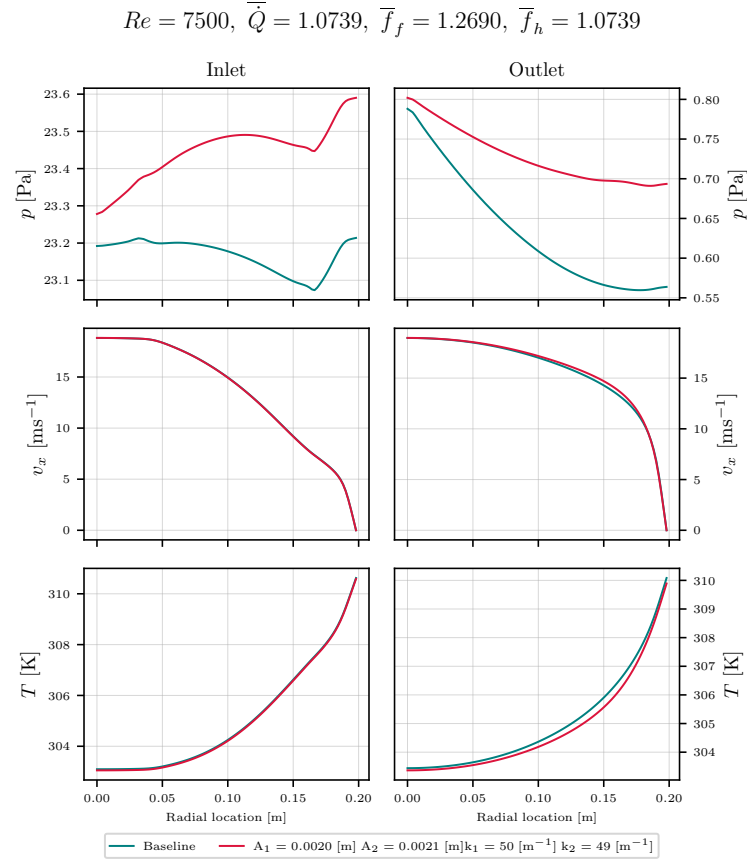 Re = 7500, \overline{\dot{Q}} = 1.0739, \overline{f}_f = 1.2690, \overline{f}_h = 1.0739
Inlet
Outlet
p [Pa]
23.6
23.5
23.4
23.3
23.2
23.1
0.80
0.75
0.70
0.65
0.60
0.55
p [Pa]
v_x [ms⁻¹]
15
10
5
0
15
10
5
0
v_x [ms⁻¹]
T [K]
310
308
306
304
310
309
308
307
306
305
304
T [K]
0.00 0.05 0.10 0.15 0.20
0.00 0.05 0.10 0.15 0.20
Radial location [m]
Radial location [m]
Baseline
A₁ = 0.0020 [m] A₂ = 0.0021 [m]k₁ = 50 [m⁻¹] k₂ = 49 [m⁻¹]